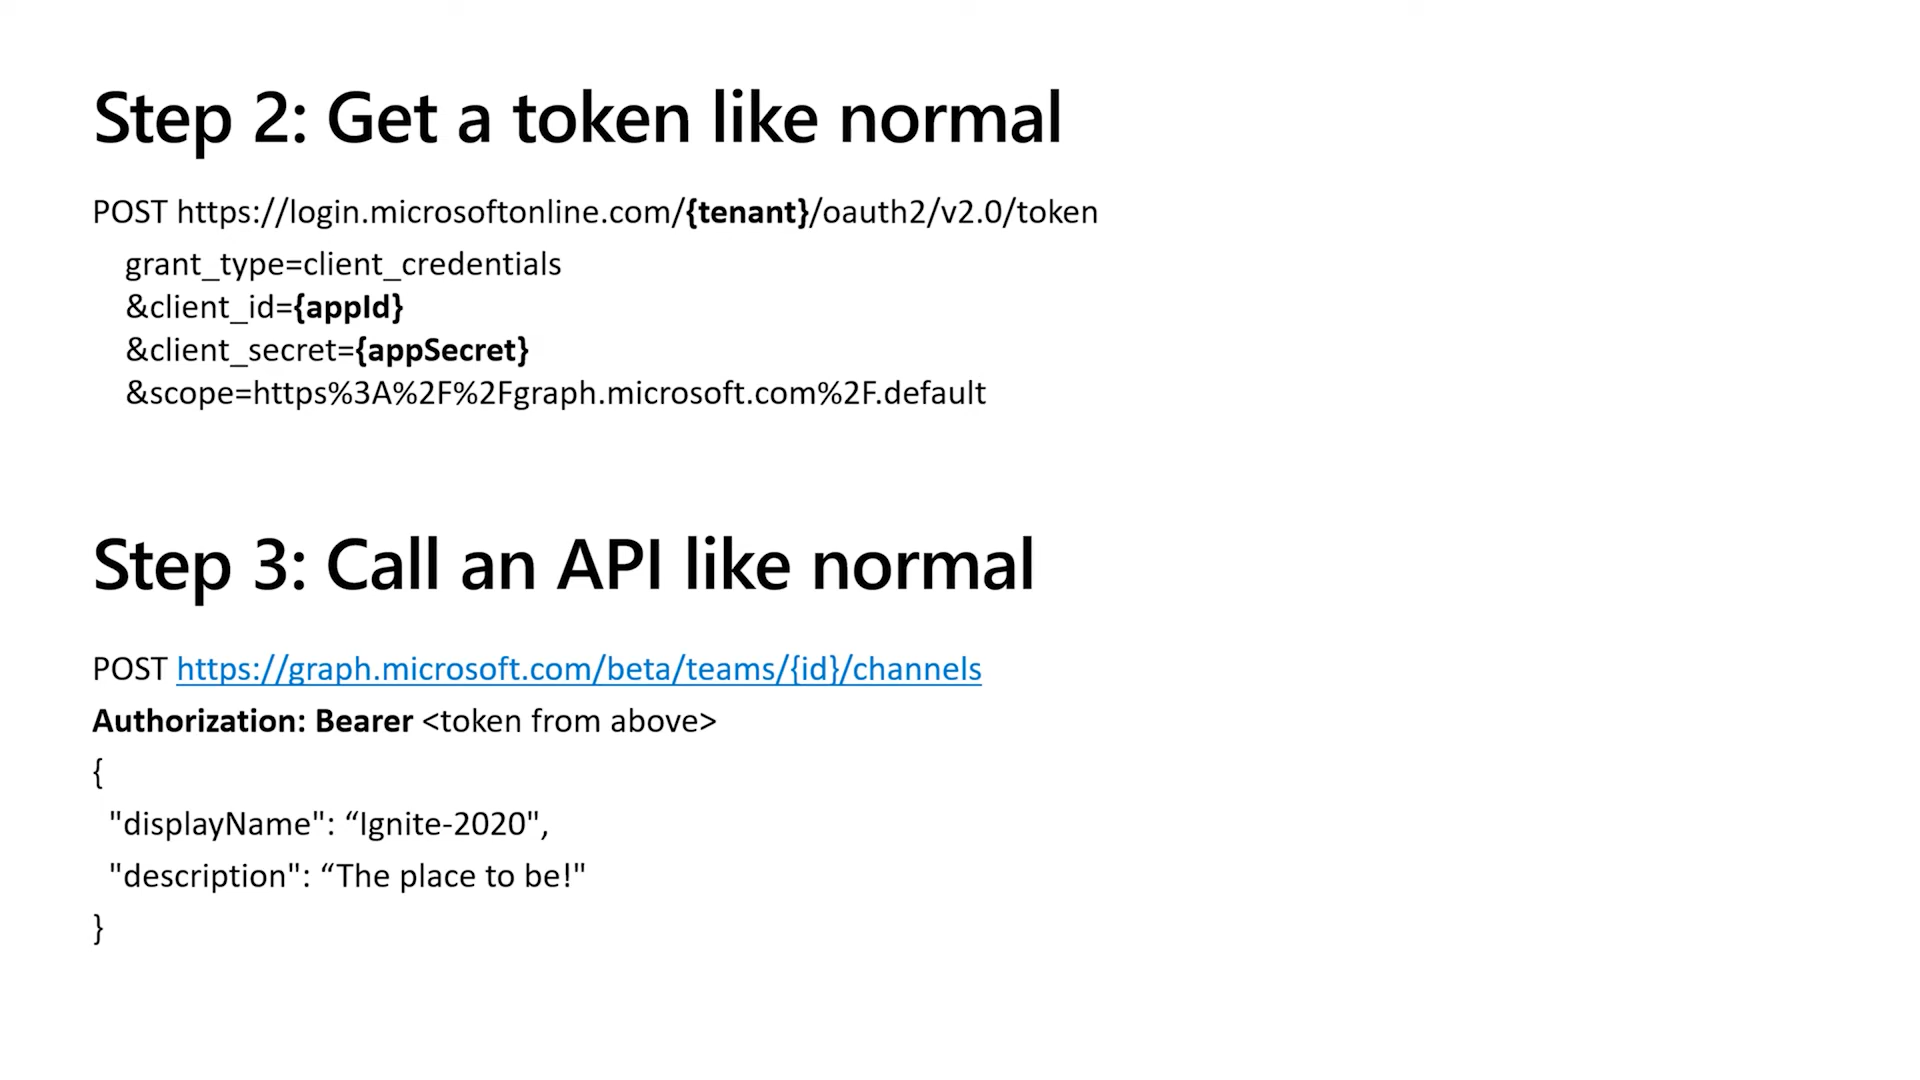 Step 2: Get a token like normal
POST https://login.microsoftonline.com/{tenant}/oauth2/v2.0/token
grant_type=client_credentials
&client_id={appId}
&client_secret={appSecret}
&scope=https%3A%2F%2Fgraph.microsoft.com%2F.default
Step 3: Call an API like normal
POST https://graph.microsoft.com/beta/teams/{id}/channels
Authorization: Bearer <token from above>
{
"displayName": “Ignite-2020",
"description": “The place to be!"
}